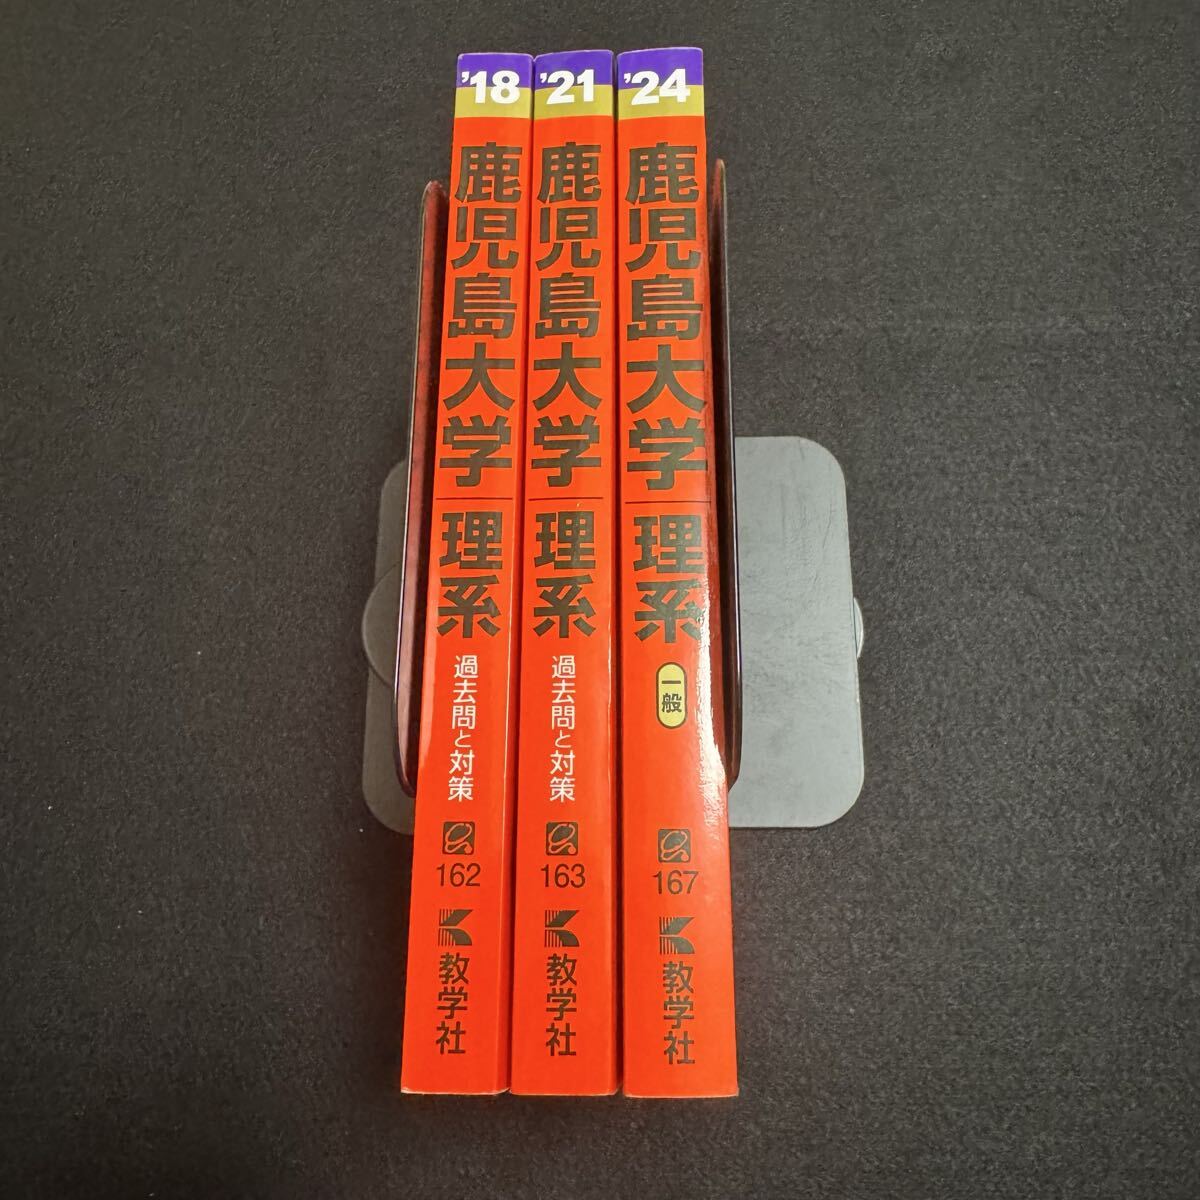 '18
鹿児島大学
理系
過去問と対策
162
教学社
'21
鹿児島大学
理系
過去問と対策
163
教学社
'24
鹿児島大学
理系
一般
167
教学社